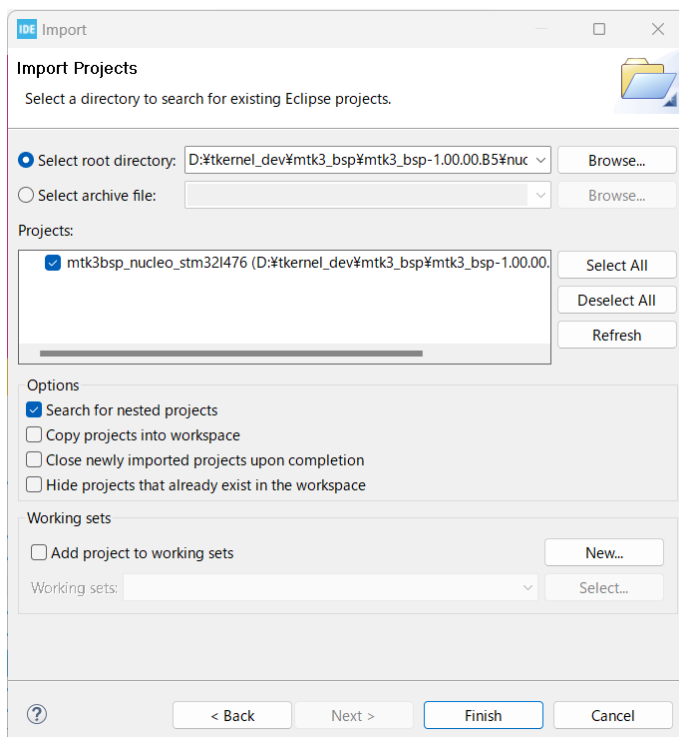 IDE Import
Import Projects
Select a directory to search for existing Eclipse projects.
Select root directory: D:¥tkernel_dev¥mtk3_bsp¥mtk3_bsp-1.00.00.B5¥nuc Browse...
Select archive file: Browse...
Projects:
mtk3bsp_nucleo_stm32l476 (D:¥tkernel_dev¥mtk3_bsp¥mtk3_bsp-1.00.00.
Select All
Deselect All
Refresh
Options
Search for nested projects
Copy projects into workspace
Close newly imported projects upon completion
Hide projects that already exist in the workspace
Working sets
Add project to working sets New...
Working sets: Select...
? < Back Next > Finish Cancel